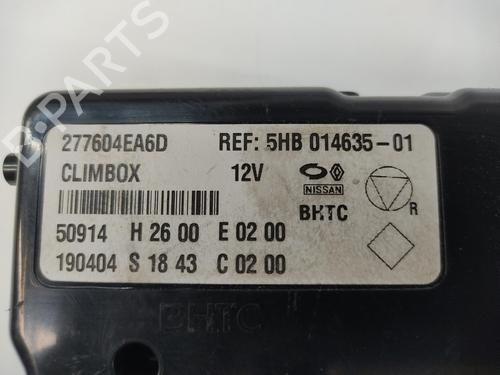 277604EA6D REF: 5HB 014635-01
CLIMBOX 12V
NISSAN
BHTC R
50914 H 26 00 E 02 00
190404 S 18 43 C 02 00
BHTC
B-PARTS